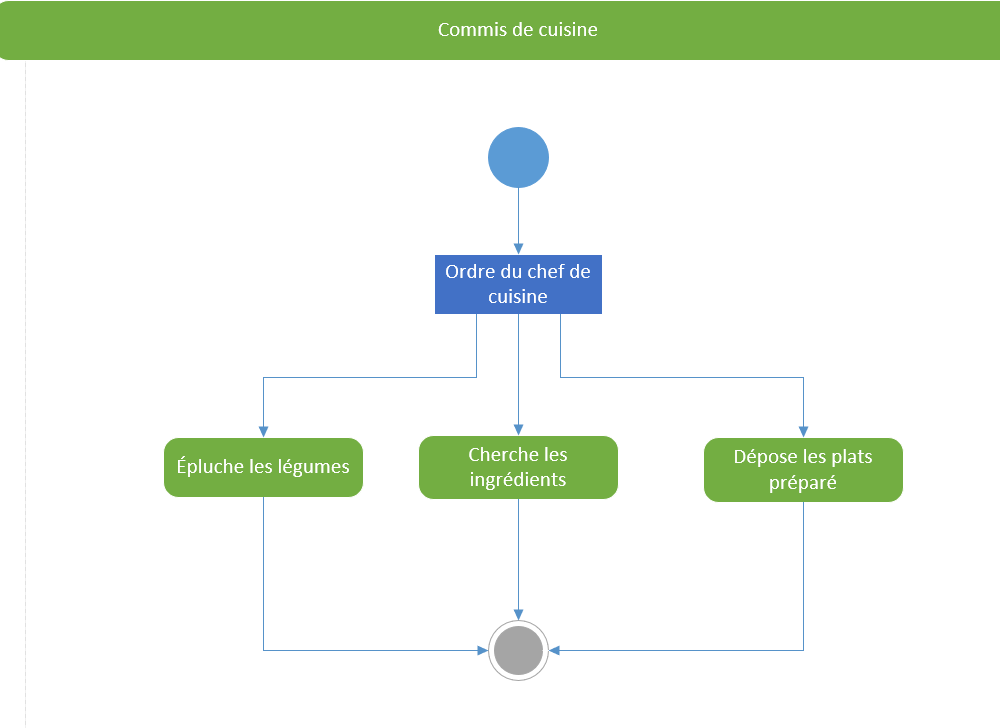 Commis de cuisine
Ordre du chef de
cuisine
Épluche les légumes
Cherche les
ingrédients
Dépose les plats
préparé